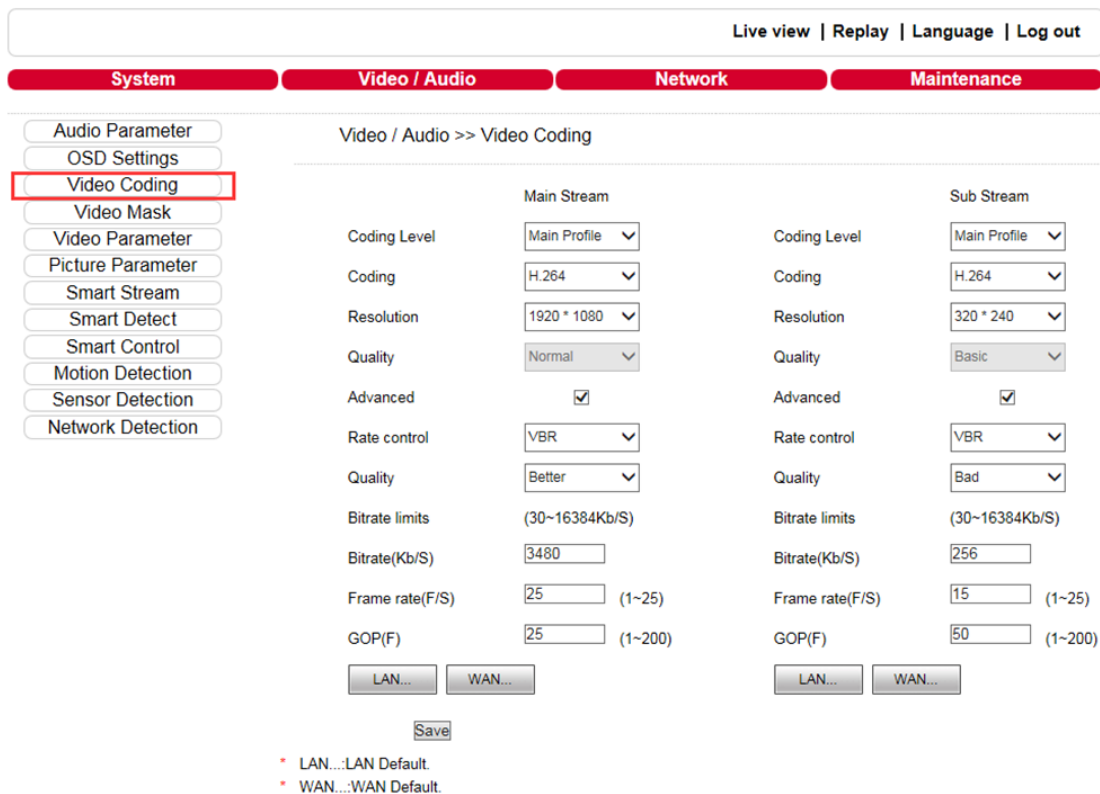 Live view | Replay | Language | Log out
System Video / Audio Network Maintenance
Audio Parameter
OSD Settings
Video Coding
Video Mask
Video Parameter
Picture Parameter
Smart Stream
Smart Detect
Smart Control
Motion Detection
Sensor Detection
Network Detection
Video / Audio >> Video Coding
Main Stream Sub Stream
Coding Level Main Profile Coding Level Main Profile
Coding H.264 Coding H.264
Resolution 1920 * 1080 Resolution 320 * 240
Quality Normal Quality Basic
Advanced Advanced
Rate control VBR Rate control VBR
Quality Better Quality Bad
Bitrate limits (30~16384Kb/S) Bitrate limits (30~16384Kb/S)
Bitrate(Kb/S) 3480 Bitrate(Kb/S) 256
Frame rate(F/S) 25 (1~25) Frame rate(F/S) 15 (1~25)
GOP(F) 25 (1~200) GOP(F) 50 (1~200)
LAN... WAN... LAN... WAN...
Save
* LAN...:LAN Default.
* WAN...:WAN Default.